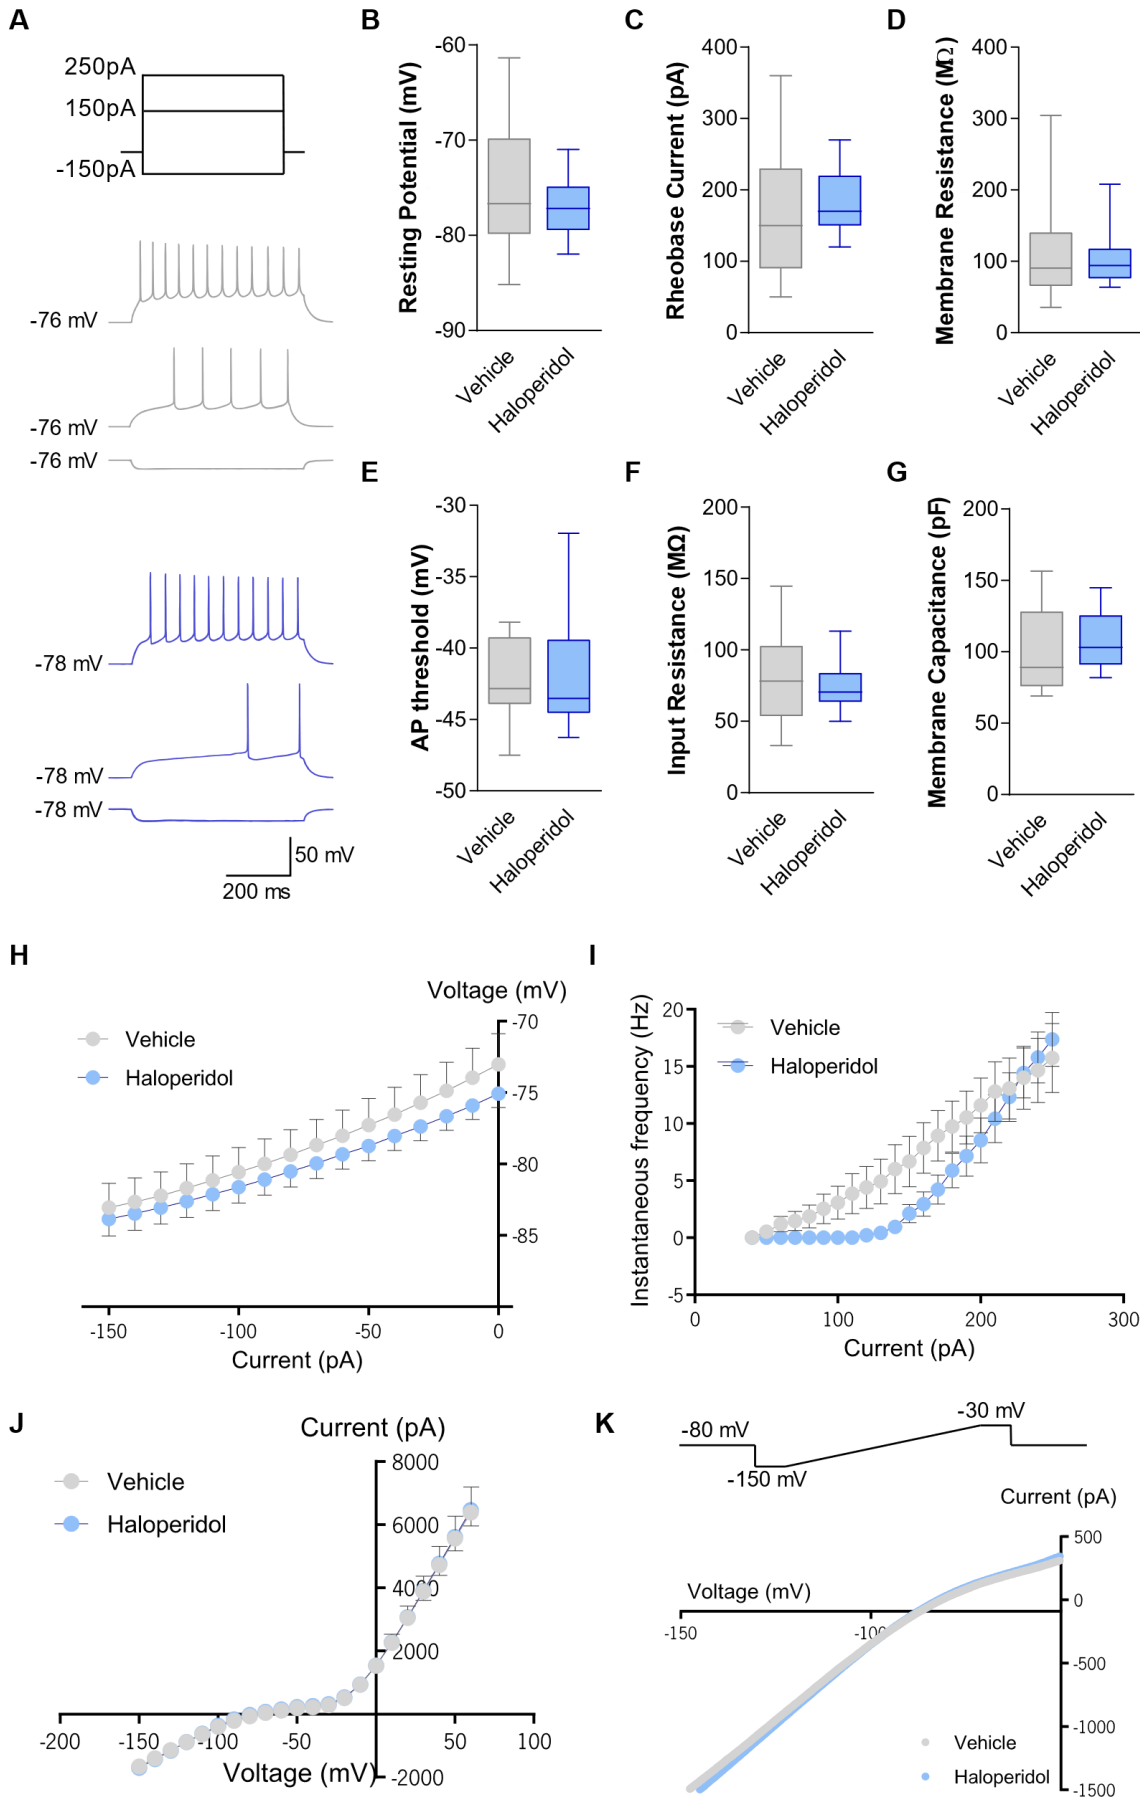 A
250pA
150pA
-150pA
-76 mV
-76 mV
-76 mV
-78 mV
-78 mV
-78 mV
50 mV
200 ms
B
Resting Potential (mV)
-60
-70
-80
-90
Vehicle
Haloperidol
C
Rheobase Current (pA)
400
300
200
100
0
Vehicle
Haloperidol
D
Membrane Resistance (MΩ)
400
300
200
100
0
Vehicle
Haloperidol
E
AP threshold (mV)
-30
-35
-40
-45
-50
Vehicle
Haloperidol
F
Input Resistance (MΩ)
200
150
100
50
0
Vehicle
Haloperidol
G
Membrane Capacitance (pF)
200
150
100
50
0
Vehicle
Haloperidol
H
Voltage (mV)
Vehicle
Haloperidol
-70
-75
-80
-85
-150
-100
-50
0
Current (pA)
I
Instantaneous frequency (Hz)
Vehicle
Haloperidol
20
15
10
5
0
-5
0
100
200
300
Current (pA)
J
Current (pA)
Vehicle
Haloperidol
8000
6000
4000
2000
-2000
-200
-150
-100
-50
50
100
Voltage (mV)
K
-80 mV
-30 mV
-150 mV
Current (pA)
Voltage (mV)
500
0
-500
-1000
-1500
-150
-100
Vehicle
Haloperidol